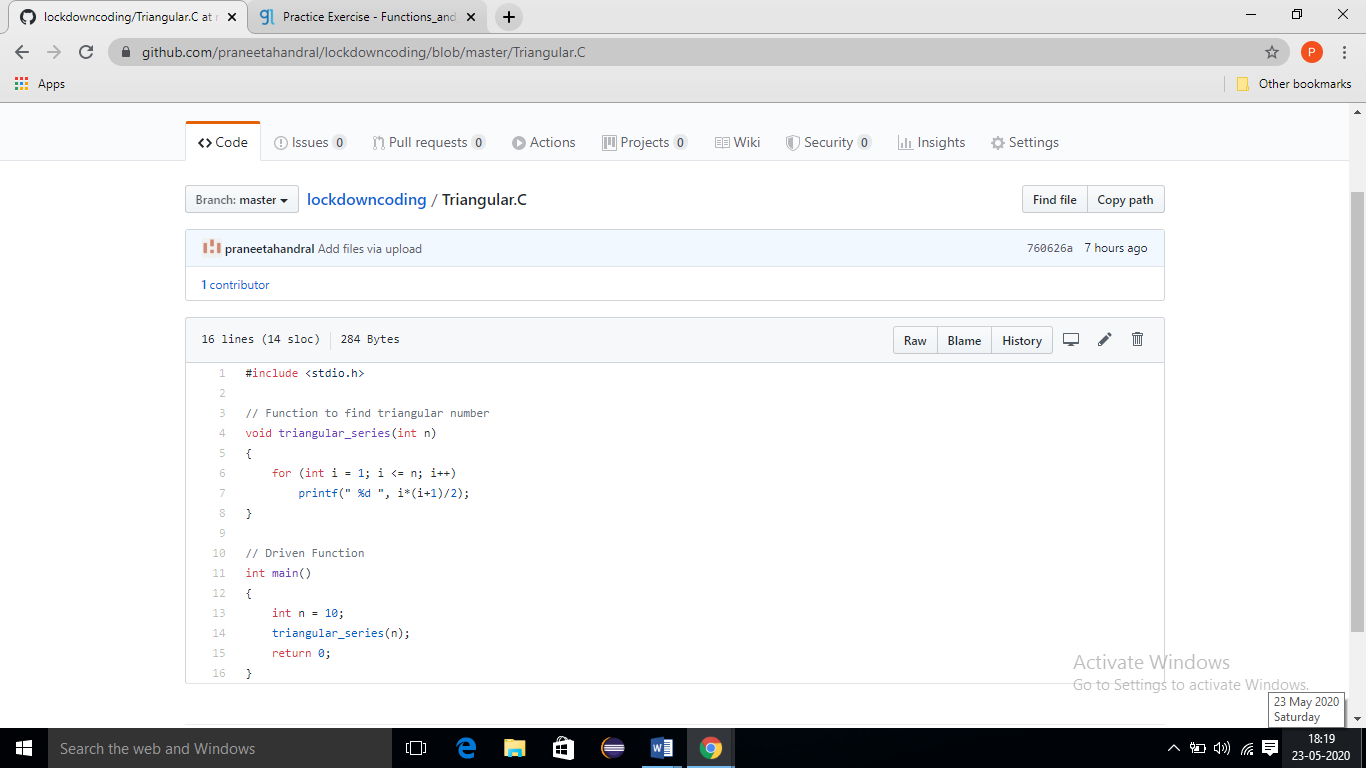 lockdowncoding/Triangular.C at
Practice Exercise - Functions_and
github.com/praneetahandral/lockdowncoding/blob/master/Triangular.C
P
Apps
Other bookmarks
<> Code
Issues 0
Pull requests 0
Actions
Projects 0
Wiki
Security 0
Insights
Settings
Branch: master
lockdowncoding / Triangular.C
Find file
Copy path
praneetahandral Add files via upload
760626a 7 hours ago
1 contributor
16 lines (14 sloc) 284 Bytes
Raw
Blame
History
1 #include <stdio.h>
2
3 // Function to find triangular number
4 void triangular_series(int n)
5 {
6 for (int i = 1; i <= n; i++)
7 printf(" %d ", i*(i+1)/2);
8 }
9
10 // Driven Function
11 int main()
12 {
13 int n = 10;
14 triangular_series(n);
15 return 0;
16 }
Activate Windows
Go to Settings to activate Windows.
23 May 2020
Saturday
Search the web and Windows
18:19
23-05-2020